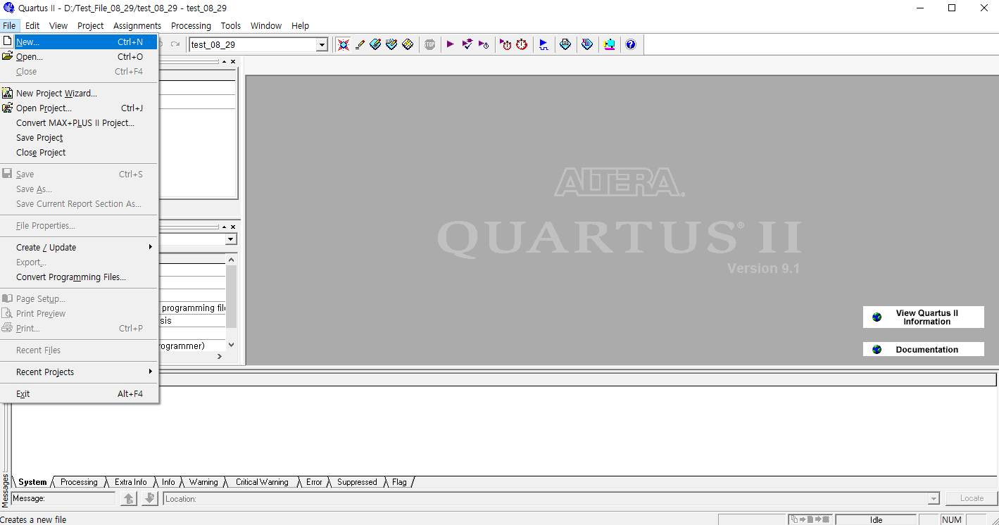 Quartus II - D:/Test_File_08_29/test_08_29 - test_08_29
File Edit View Project Assignments Processing Tools Window Help
test_08_29
STOP
New... Ctrl+N
Open... Ctrl+O
Close Ctrl+F4
New Project Wizard...
Open Project... Ctrl+J
Convert MAX+PLUS II Project...
Save Project
Close Project
Save Ctrl+S
Save As...
Save Current Report Section As...
File Properties...
Create / Update
Export...
Convert Programming Files...
Page Setup...
Print Preview
Print... Ctrl+P
Recent Files
Recent Projects
Exit Alt+F4
programming fil
sis
rogrammer)
ALTERA
QUARTUS® II
Version 9.1
View Quartus II
Information
Documentation
Messages
System Processing Extra Info Info Warning Critical Warning Error Suppressed Flag
Message: Location: Locate
Creates a new file Idle NUM